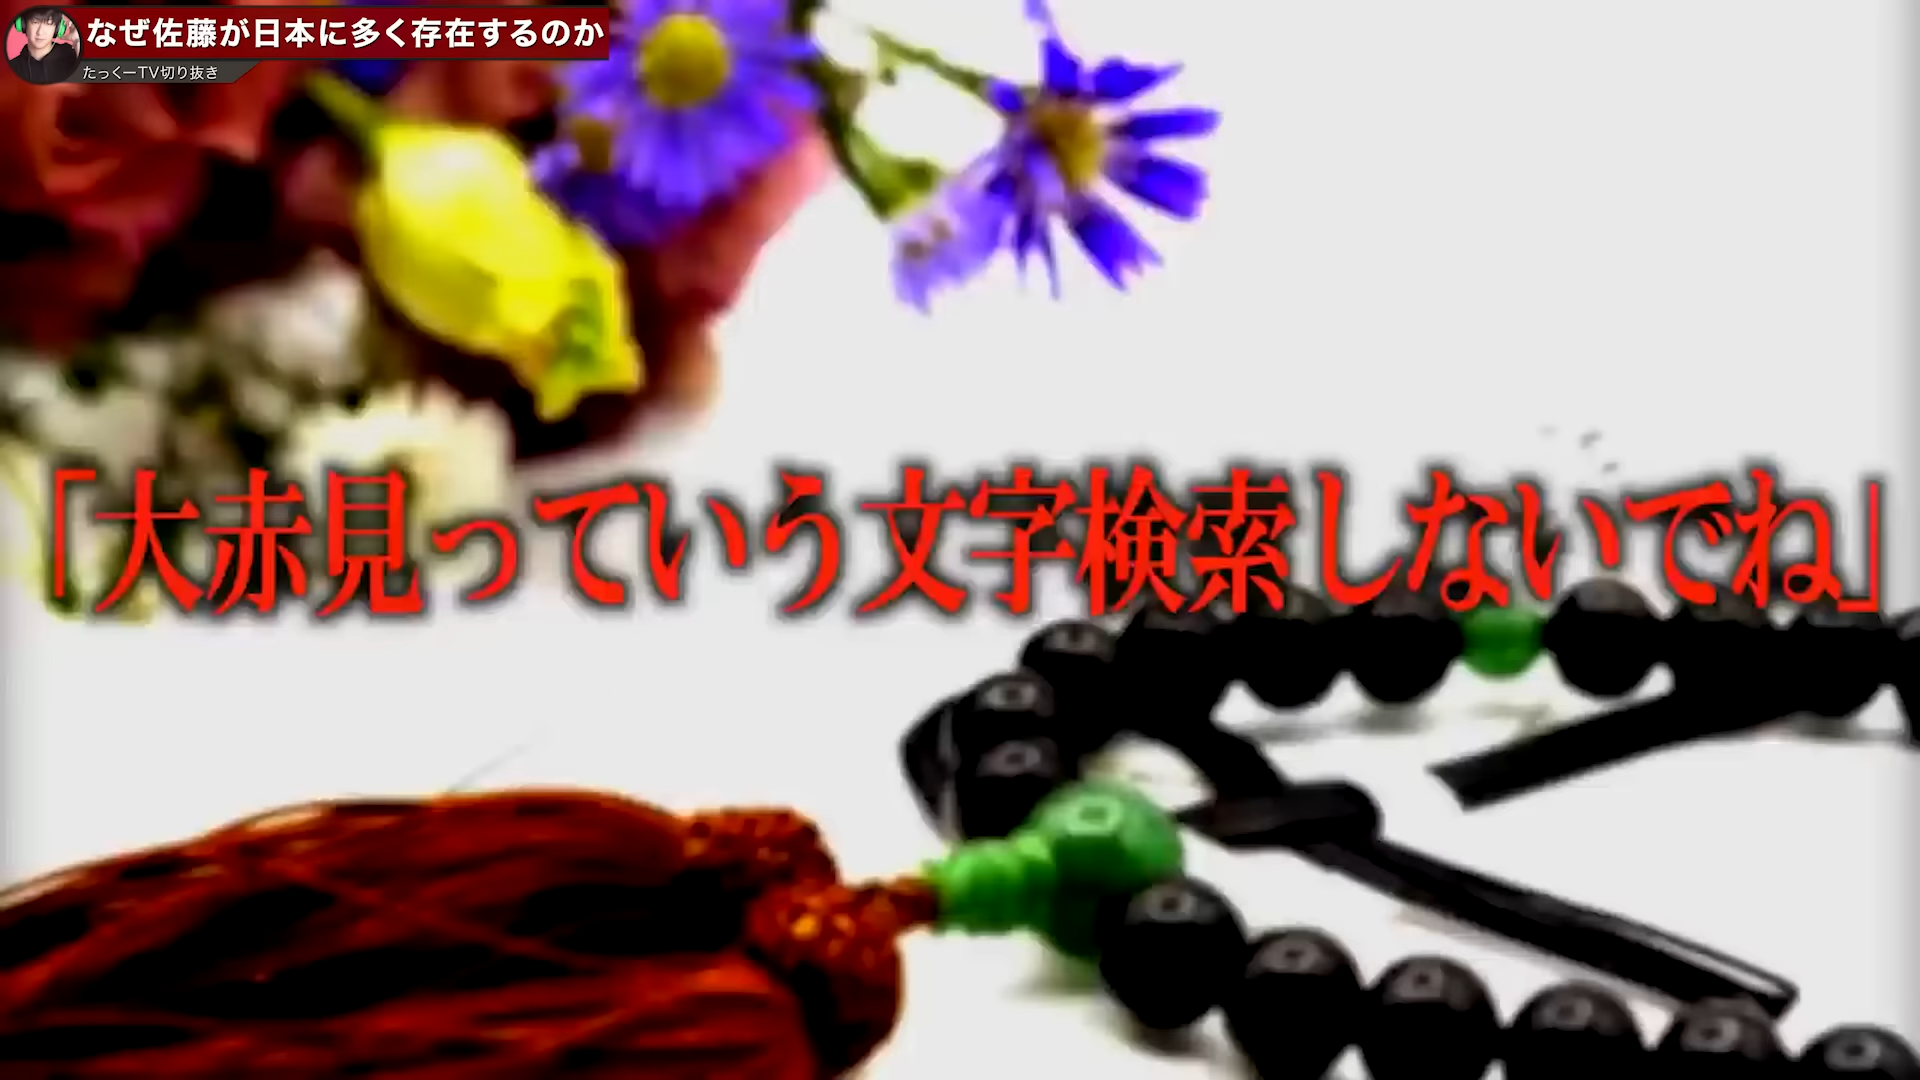 なぜ佐藤が日本に多く存在するのか
たっくーTV切り抜き
「大赤見っていう文字検索しないでね」